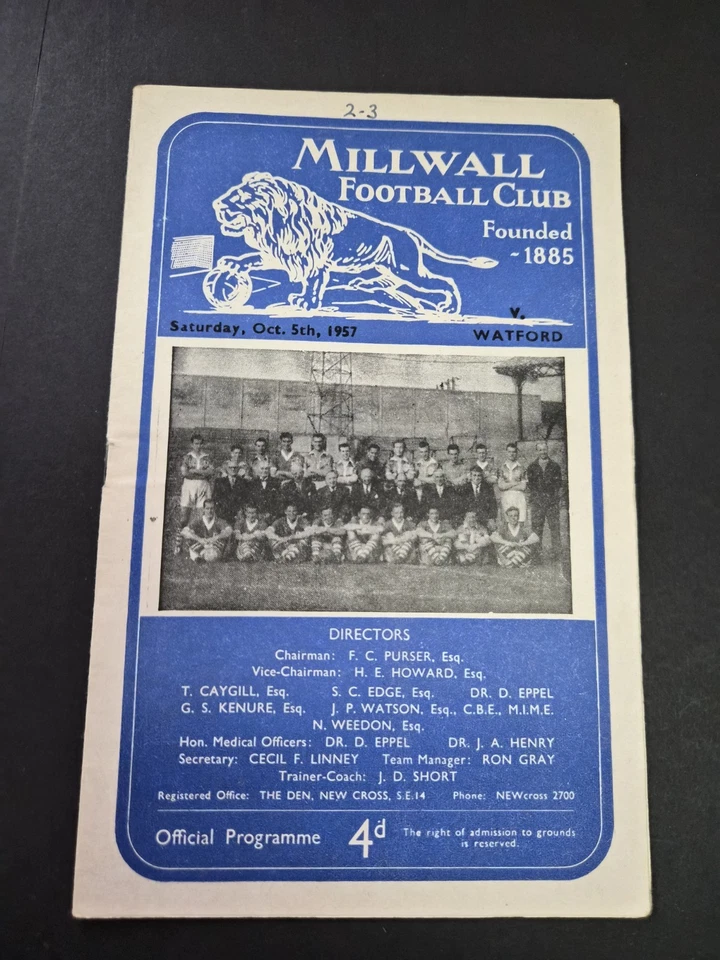 2-3
MILLWALL
FOOTBALL CLUB
Founded
-1885
v.
Saturday, Oct. 5th, 1957 WATFORD
DIRECTORS
Chairman: F. C. PURSER, Esq.
Vice-Chairman: H. E. HOWARD, Esq.
T. CAYGILL, Esq. S. C. EDGE, Esq. DR. D. EPPEL
G. S. KENURE, Esq. J. P. WATSON, Esq., C.B.E., M.I.M.E.
N. WEEDON, Esq.
Hon. Medical Officers: DR. D. EPPEL DR. J. A. HENRY
Secretary: CECIL F. LINNEY Team Manager: RON GRAY
Trainer-Coach: J. D. SHORT
Registered Office: THE DEN, NEW CROSS, S.E.14 Phone: NEWcross 2700
Official Programme 4d The right of admission to grounds
is reserved.